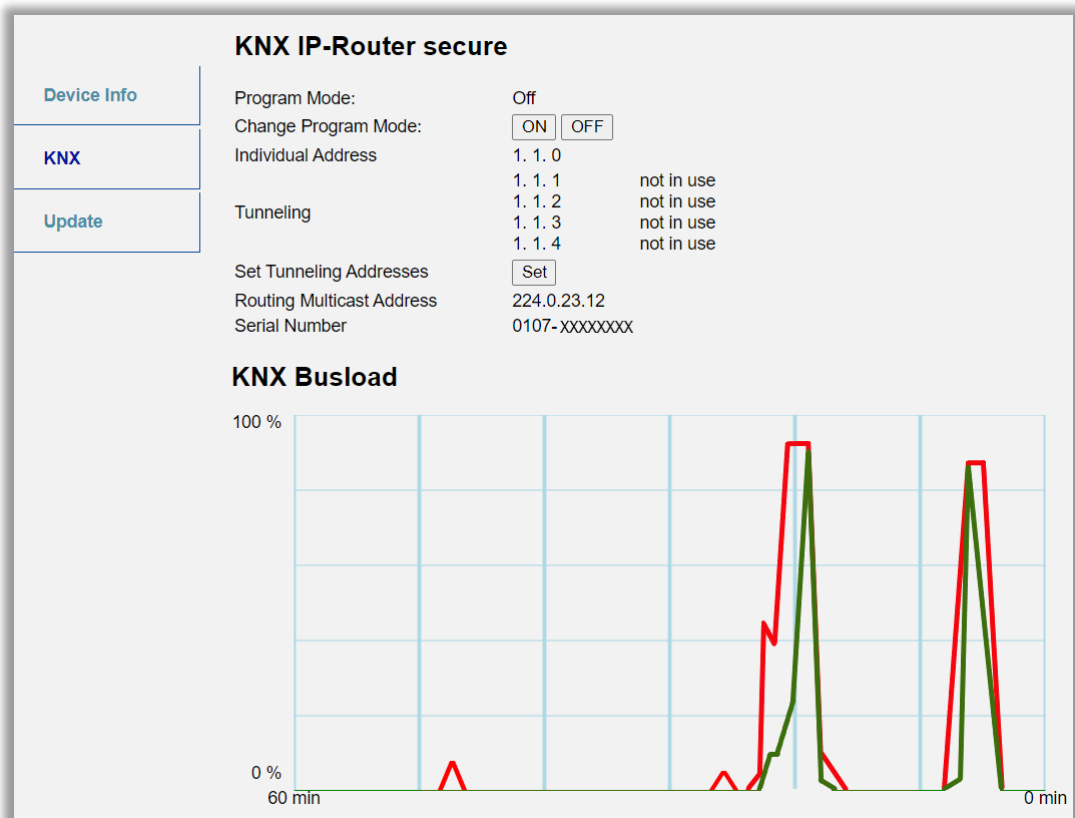 KNX IP-Router secure
Device Info
Program Mode: Off
Change Program Mode: ON OFF
KNX
Individual Address 1. 1. 0
Tunneling
1. 1. 1 not in use
1. 1. 2 not in use
1. 1. 3 not in use
1. 1. 4 not in use
Update
Set Tunneling Addresses Set
Routing Multicast Address 224.0.23.12
Serial Number 0107-XXXXXXXX
KNX Busload
100 %
0 %
60 min 0 min